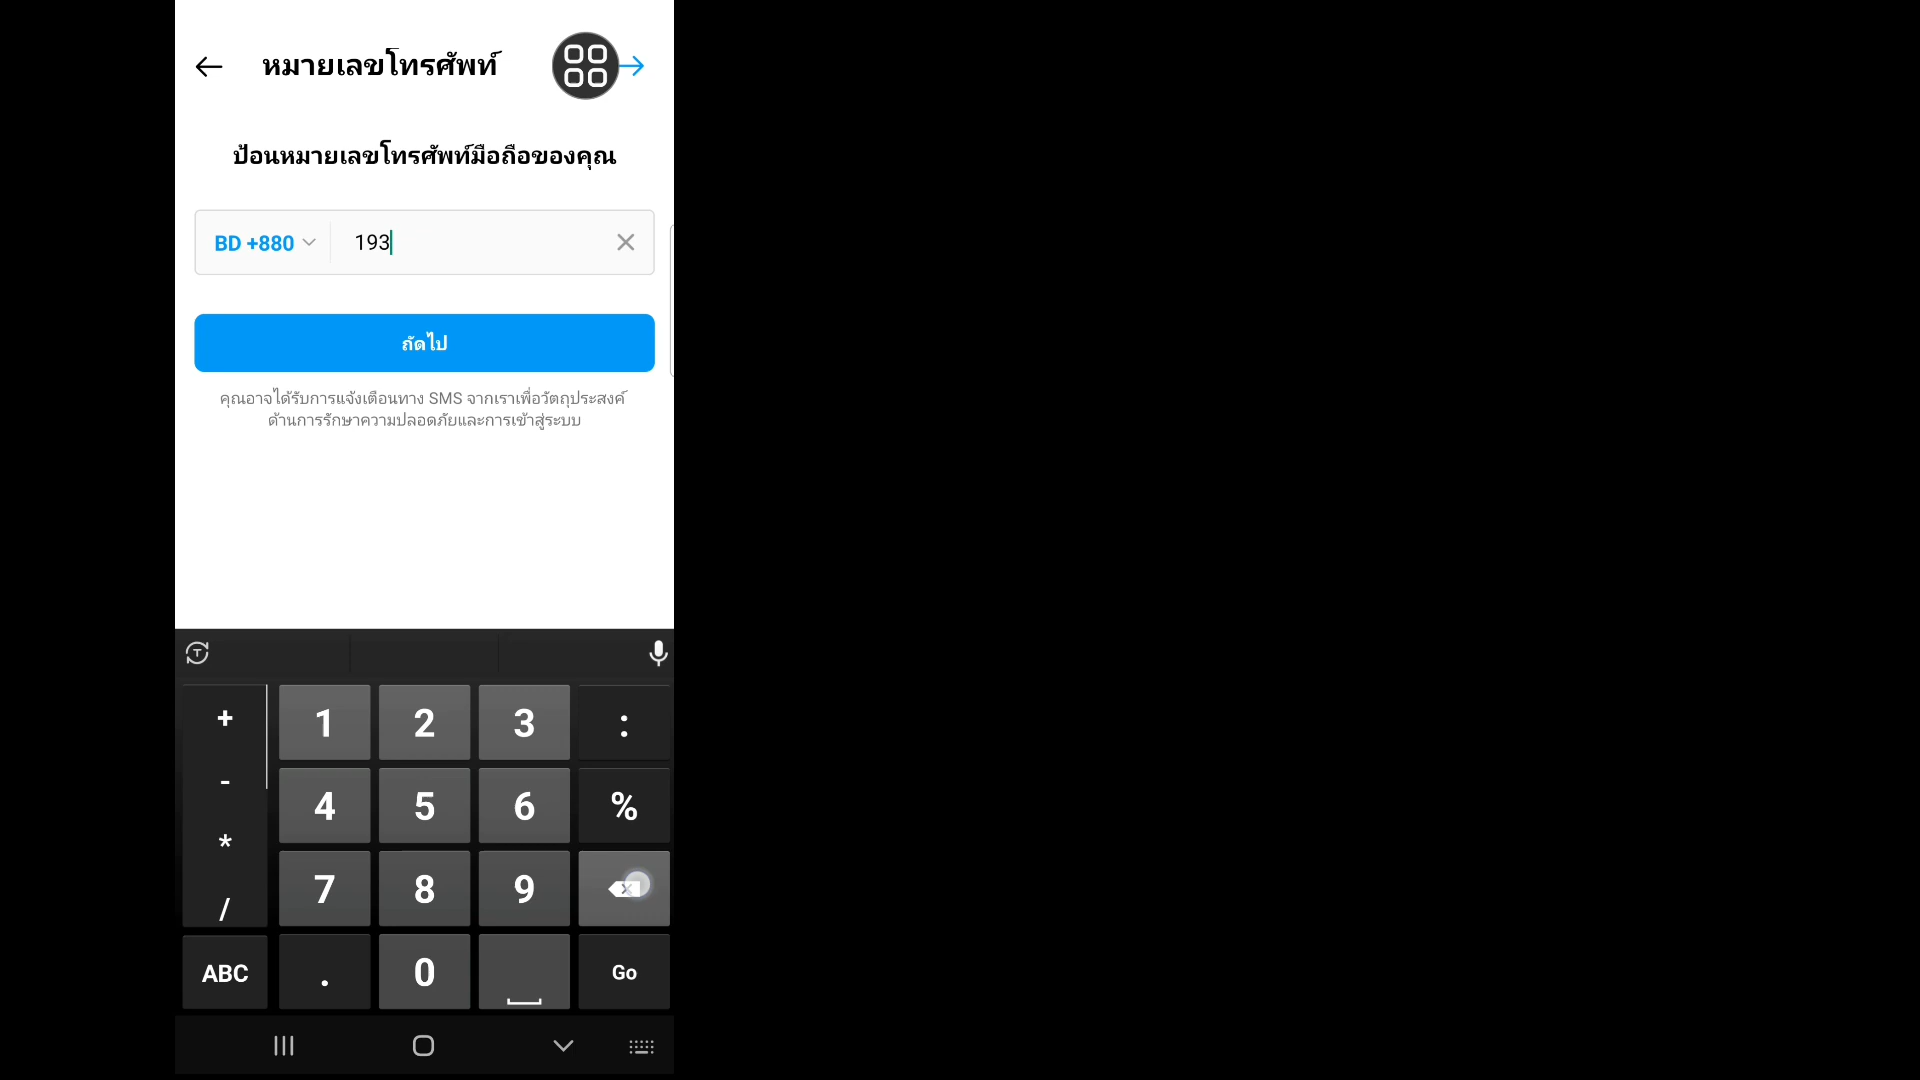 หมายเลขโทรศัพท์
ป้อนหมายเลขโทรศัพท์มือถือของคุณ
BD +880 193
ถัดไป
คุณอาจได้รับการแจ้งเตือนทาง SMS จากเราเพื่อวัตถุประสงค์
ด้านการรักษาความปลอดภัยและการเข้าสู่ระบบ
+ 1 2 3 :
- 4 5 6 %
* 7 8 9
/
ABC . 0 Go